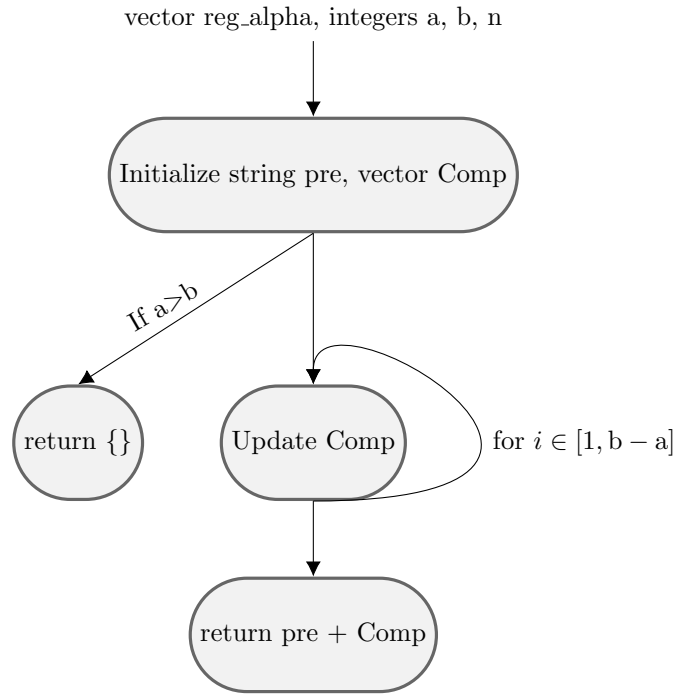 vector reg_alpha, integers a, b, n
Initialize string pre, vector Comp
If a>b
return {}
Update Comp
for i ∈ [1, b − a]
return pre + Comp